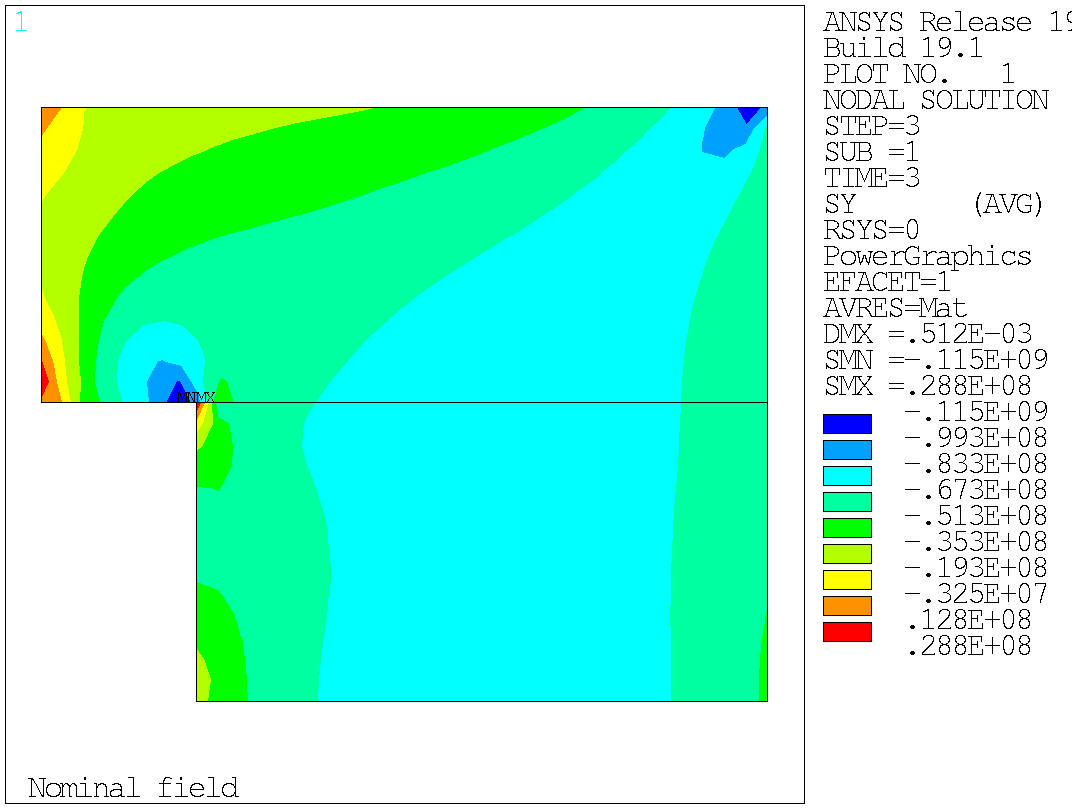 1
ANSYS Release 19
Build 19.1
PLOT NO. 1
NODAL SOLUTION
STEP=3
SUB =1
TIME=3
SY (AVG)
RSYS=0
PowerGraphics
EFACET=1
AVRES=Mat
DMX =.512E-03
SMN =-.115E+09
SMX =.288E+08
-.115E+09
-.993E+08
-.833E+08
-.673E+08
-.513E+08
-.353E+08
-.193E+08
-.325E+07
.128E+08
.288E+08
MNMX
Nominal field